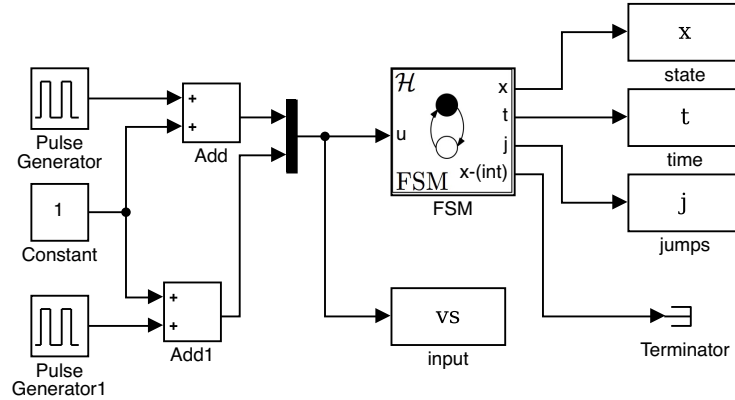 Pulse
Generator
+
+
Add
1
Constant
+
+
Add1
Pulse
Generator1
ℋ
u
FSM
x
t
j
x-(int)
FSM
x
state
t
time
j
jumps
vs
input
Terminator